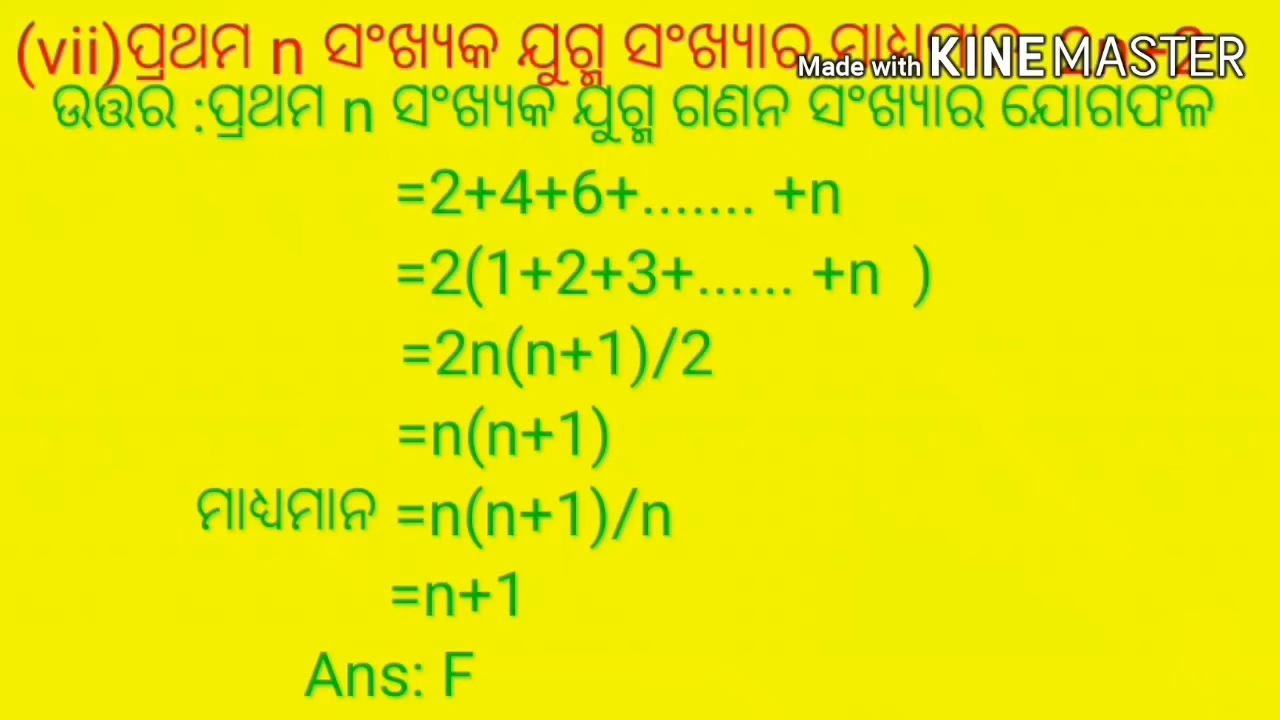 (vii)ପ୍ରଥମ n ସଂଖ୍ୟକ ଯୁଗ୍ମ ସଂଖ୍ୟାର
Made with KINEMASTER
ଉତ୍ତର :ପ୍ରଥମ n ସଂଖ୍ୟକ ଯୁଗ୍ମ ଗଣନ ସଂଖ୍ୟାର ଯୋଗଫଳ
=2+4+6+....... +n
=2(1+2+3+...... +n )
=2n(n+1)/2
=n(n+1)
ମାଧ୍ୟମାନ =n(n+1)/n
=n+1
Ans: F